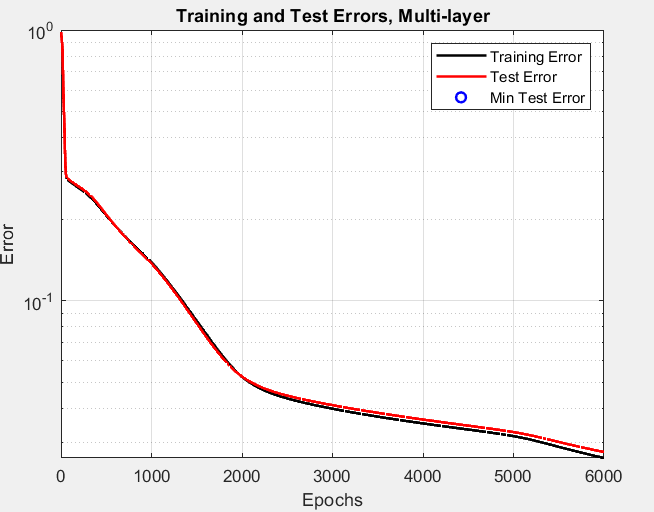 Training and Test Errors, Multi-layer
10^0
Training Error
Test Error
Min Test Error
Error
10^-1
0 1000 2000 3000 4000 5000 6000
Epochs